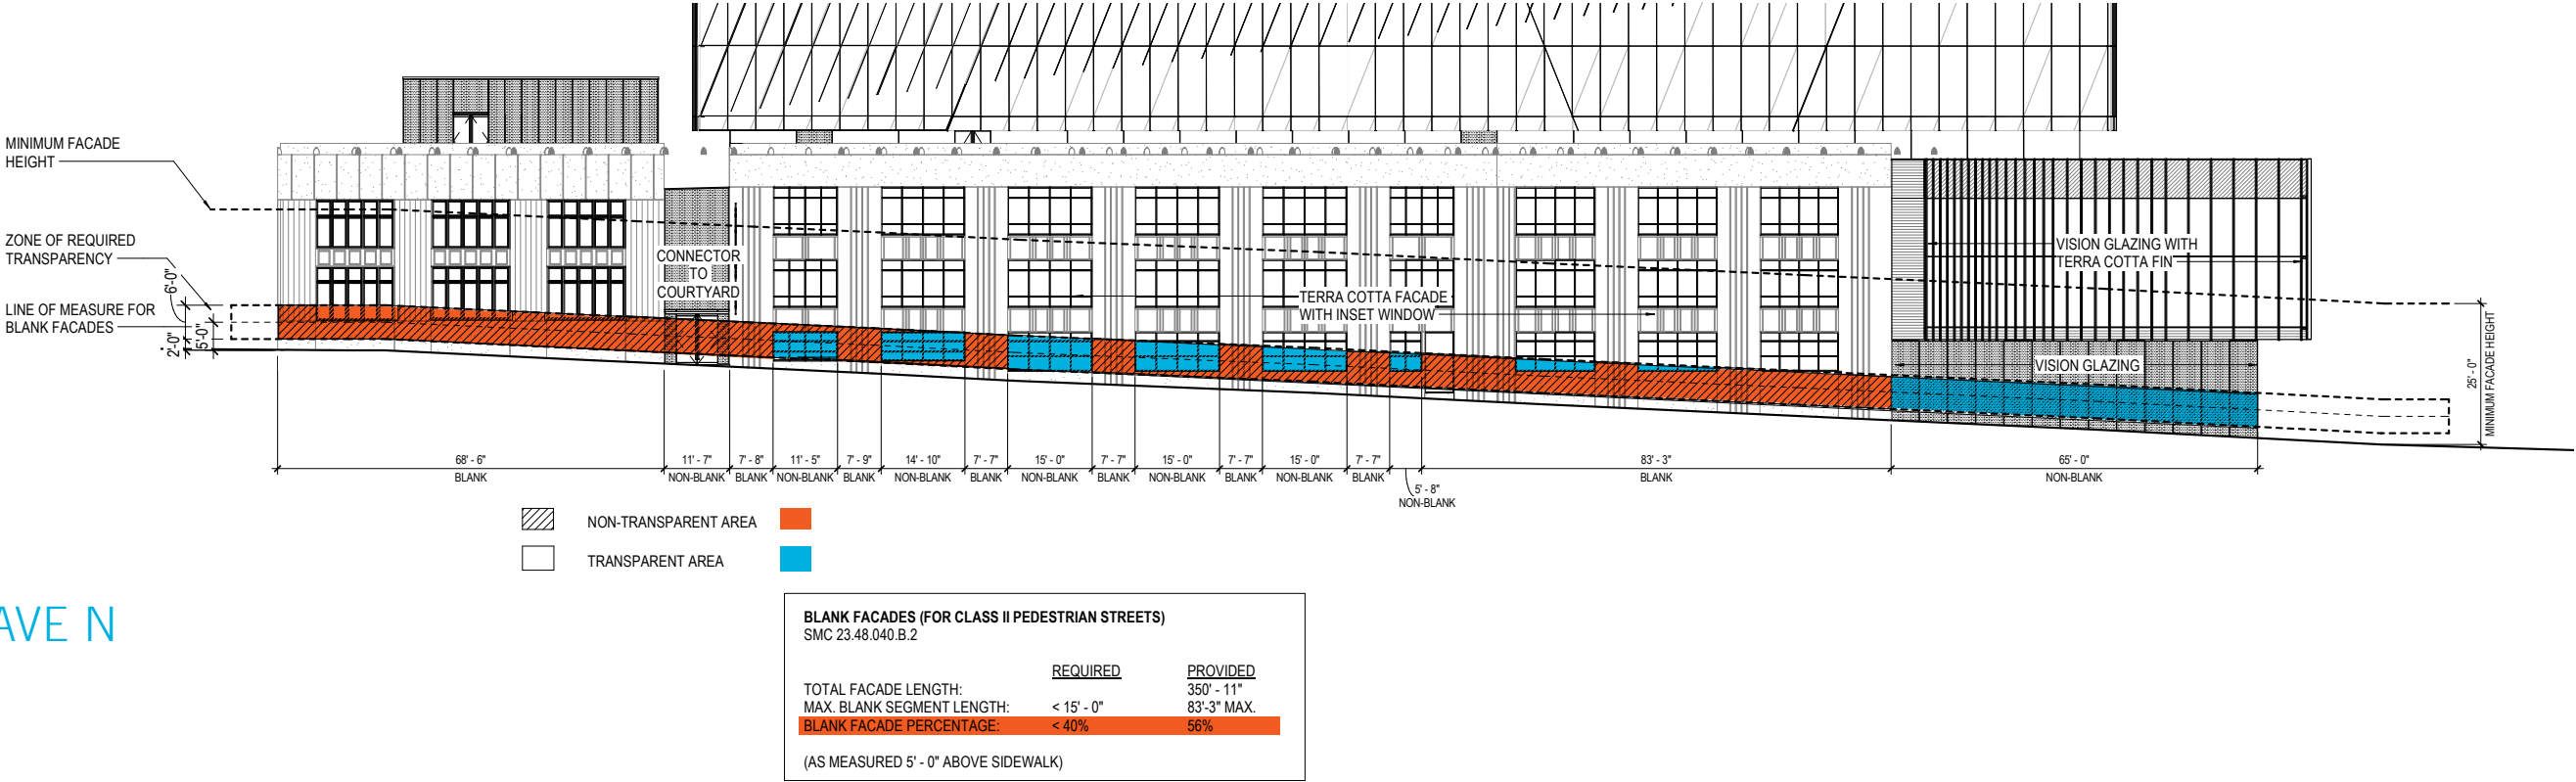 MINIMUM FACADE
HEIGHT
ZONE OF REQUIRED
TRANSPARENCY
LINE OF MEASURE FOR
BLANK FACADES
6'-0"
2'-0"
5'-0"
CONNECTOR
TO
COURTYARD
TERRA COTTA FACADE
WITH INSET WINDOW
VISION GLAZING WITH
TERRA COTTA FIN
VISION GLAZING
25' - 0"
MINIMUM FACADE HEIGHT
68' - 6"
BLANK
11' - 7"
NON-BLANK
7' - 8"
BLANK
11' - 5"
NON-BLANK
7' - 9"
BLANK
14' - 10"
NON-BLANK
7' - 7"
BLANK
15' - 0"
NON-BLANK
7' - 7"
BLANK
15' - 0"
NON-BLANK
7' - 7"
BLANK
15' - 0"
NON-BLANK
7' - 7"
BLANK
5' - 8"
NON-BLANK
83' - 3"
BLANK
65' - 0"
NON-BLANK
NON-TRANSPARENT AREA
TRANSPARENT AREA
AVE N
BLANK FACADES (FOR CLASS II PEDESTRIAN STREETS)
SMC 23.48.040.B.2
REQUIRED PROVIDED
TOTAL FACADE LENGTH: 350' - 11"
MAX. BLANK SEGMENT LENGTH: < 15' - 0" 83'-3" MAX.
BLANK FACADE PERCENTAGE: < 40% 56%
(AS MEASURED 5' - 0" ABOVE SIDEWALK)